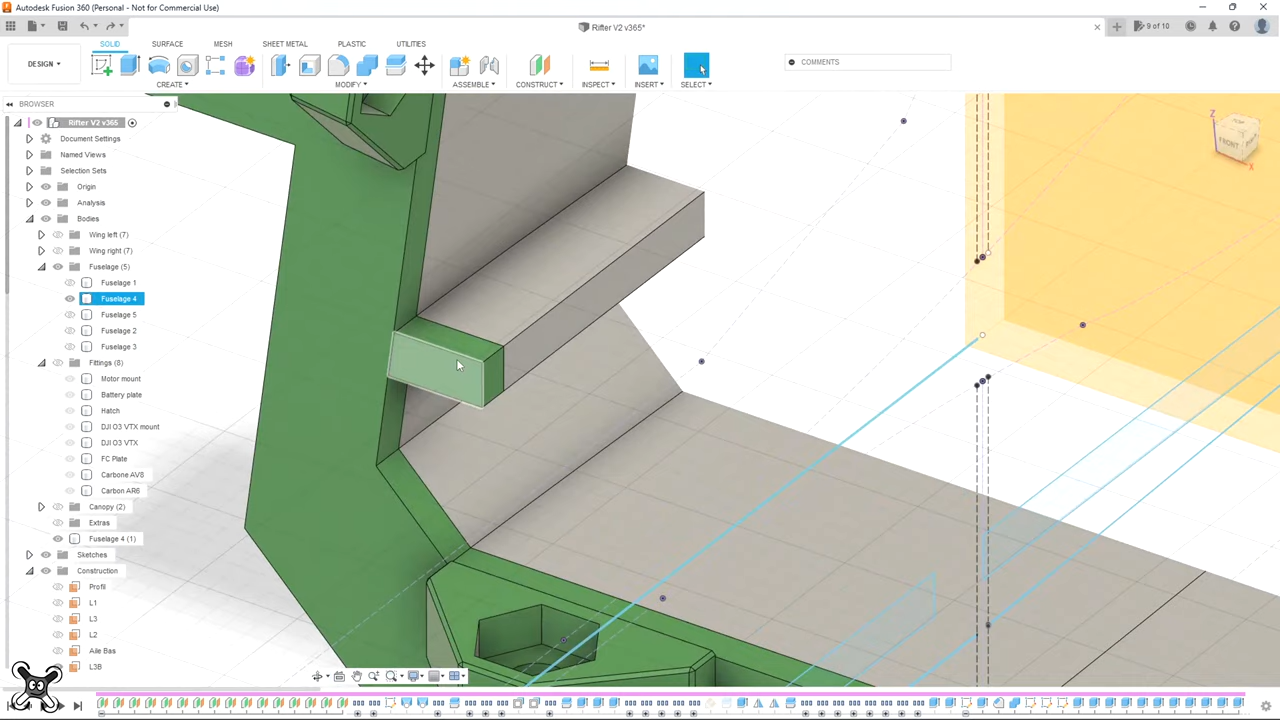 Autodesk Fusion 360 (Personal - Not for Commercial Use)
Rifter V2 v365*
9 of 10
DESIGN
SOLID
SURFACE
MESH
SHEET METAL
PLASTIC
UTILITIES
CREATE
MODIFY
ASSEMBLE
CONSTRUCT
INSPECT
INSERT
SELECT
COMMENTS
BROWSER
Rifter V2 v365
Document Settings
Named Views
Selection Sets
Origin
Analysis
Bodies
Wing left (7)
Wing right (7)
Fuselage (5)
Fuselage 1
Fuselage 4
Fuselage 5
Fuselage 2
Fuselage 3
Fittings (8)
Motor mount
Battery plate
Hatch
DJI O3 VTX mount
DJI O3 VTX
FC Plate
Carbone AV8
Carbon AR6
Canopy (2)
Extras
Fuselage 4 (1)
Sketches
Construction
Profil
L1
L3
L2
Aile Bas
L3B
Z
FRONT
X